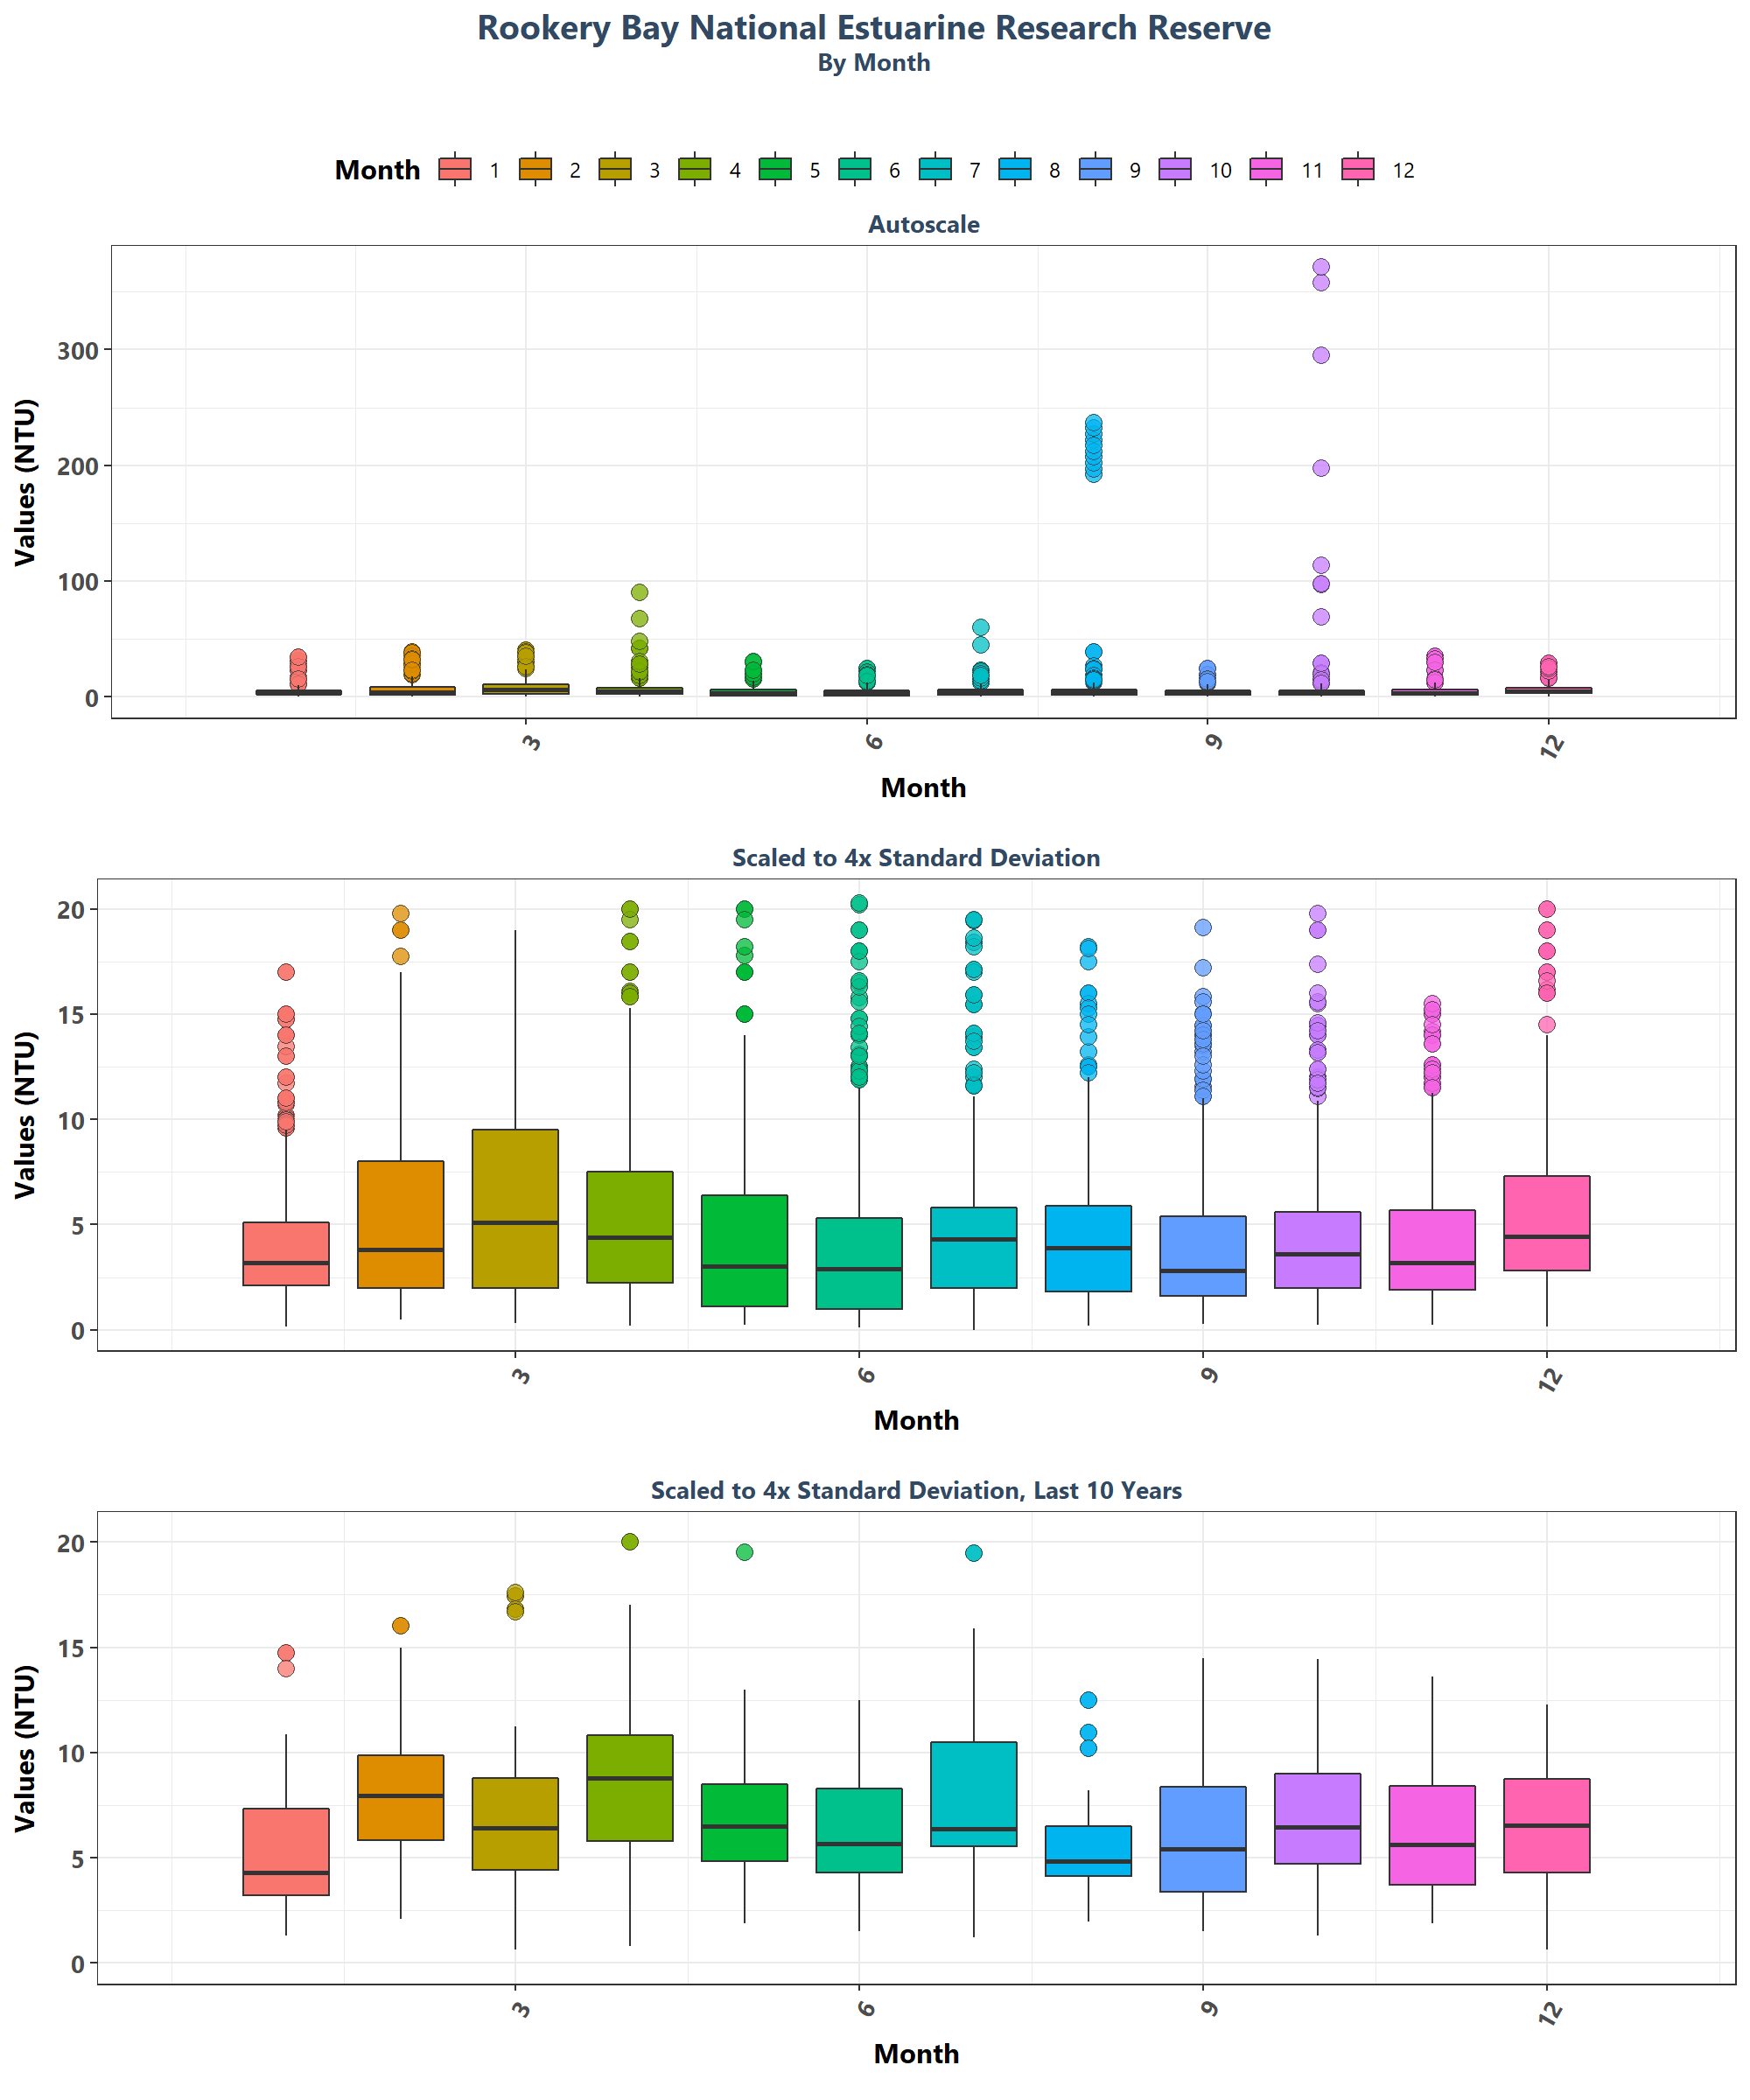 Rookery Bay National Estuarine Research Reserve
By Month
Month 1 2 3 4 5 6 7 8 9 10 11 12
Autoscale
Values (NTU)
300
200
100
0
3 6 9 12
Month
Scaled to 4x Standard Deviation
Values (NTU)
20
15
10
5
0
3 6 9 12
Month
Scaled to 4x Standard Deviation, Last 10 Years
Values (NTU)
20
15
10
5
0
3 6 9 12
Month